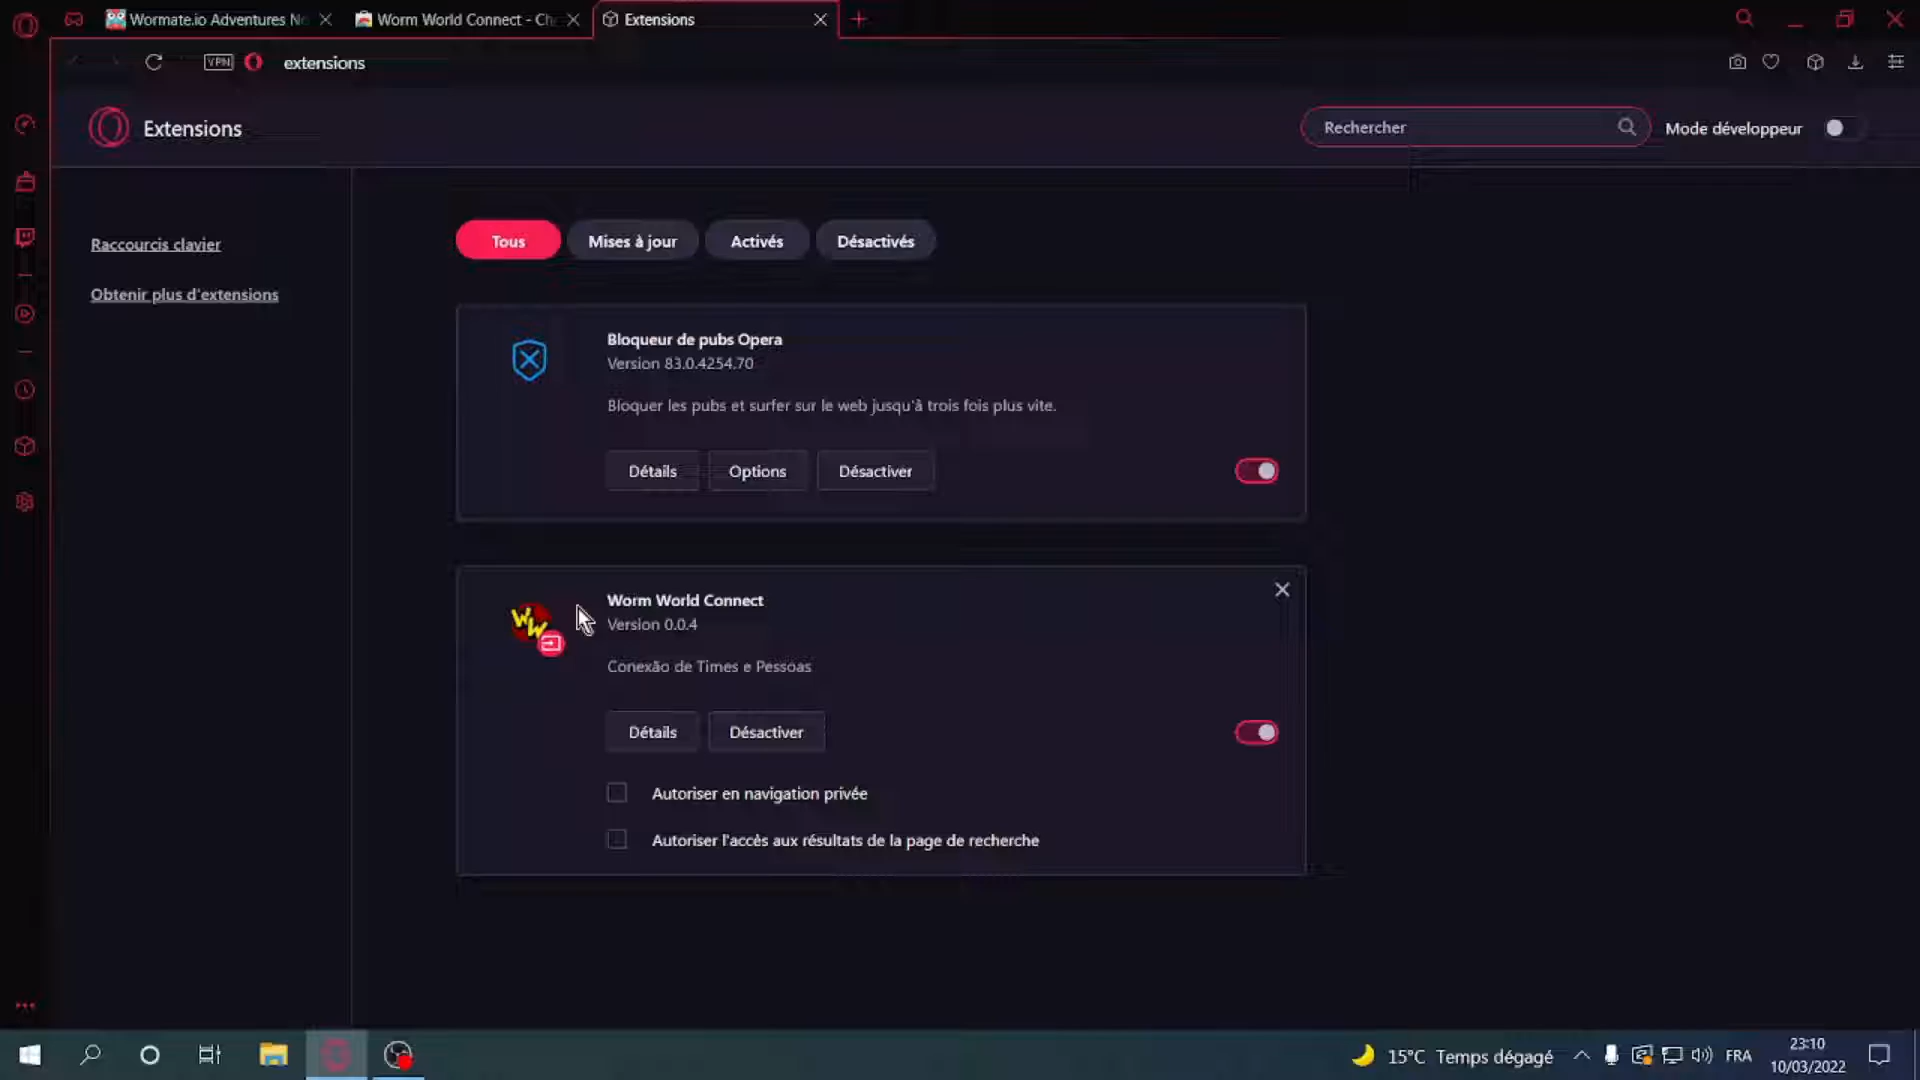 Wormate.io Adventures No
Worm World Connect - Ch
Extensions
VPN
extensions
Extensions
Rechercher
Mode développeur
Raccourcis clavier
Obtenir plus d'extensions
Tous
Mises à jour
Activés
Désactivés
Bloqueur de pubs Opera
Version 83.0.4254.70
Bloquer les pubs et surfer sur le web jusqu'à trois fois plus vite.
Détails
Options
Désactiver
WW
Worm World Connect
Version 0.0.4
Conexão de Times e Pessoas
Détails
Désactiver
Autoriser en navigation privée
Autoriser l'accès aux résultats de la page de recherche
15°C Temps dégagé
FRA
23:10
10/03/2022